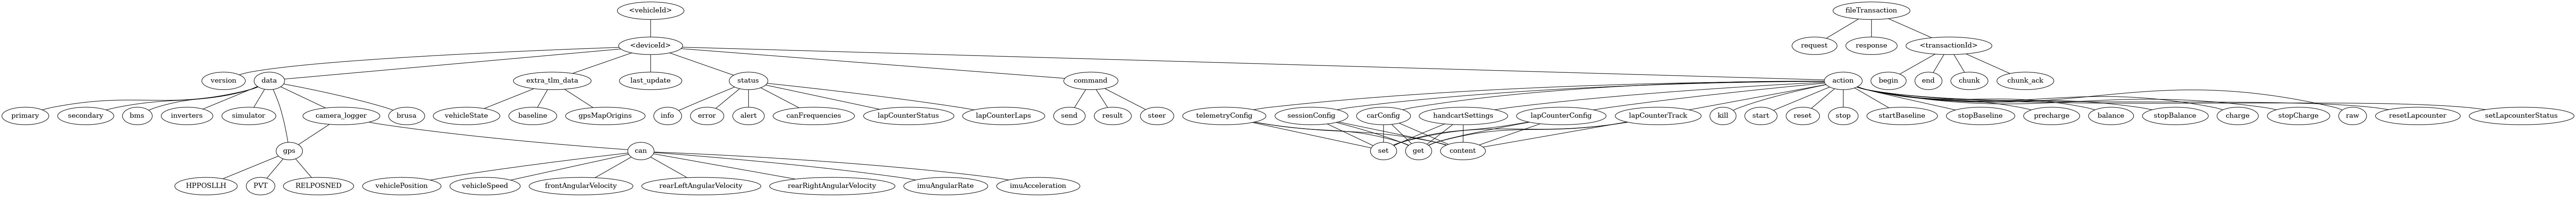 <vehicleId> fileTransaction
<deviceId> request response <transactionId>
version data extra_tlm_data last_update status command action begin end chunk chunk_ack
primary secondary bms inverters simulator camera_logger brusa vehicleState baseline gpsMapOrigins info error alert canFrequencies lapCounterStatus lapCounterLaps send result steer telemetryConfig sessionConfig carConfig handcartSettings lapCounterConfig lapCounterTrack kill start reset stop startBaseline stopBaseline precharge balance stopBalance charge stopCharge raw resetLapcounter setLapcounterStatus
gps can set get content
HPPOSLLH PVT RELPOSNED vehiclePosition vehicleSpeed frontAngularVelocity rearLeftAngularVelocity rearRightAngularVelocity imuAngularRate imuAcceleration